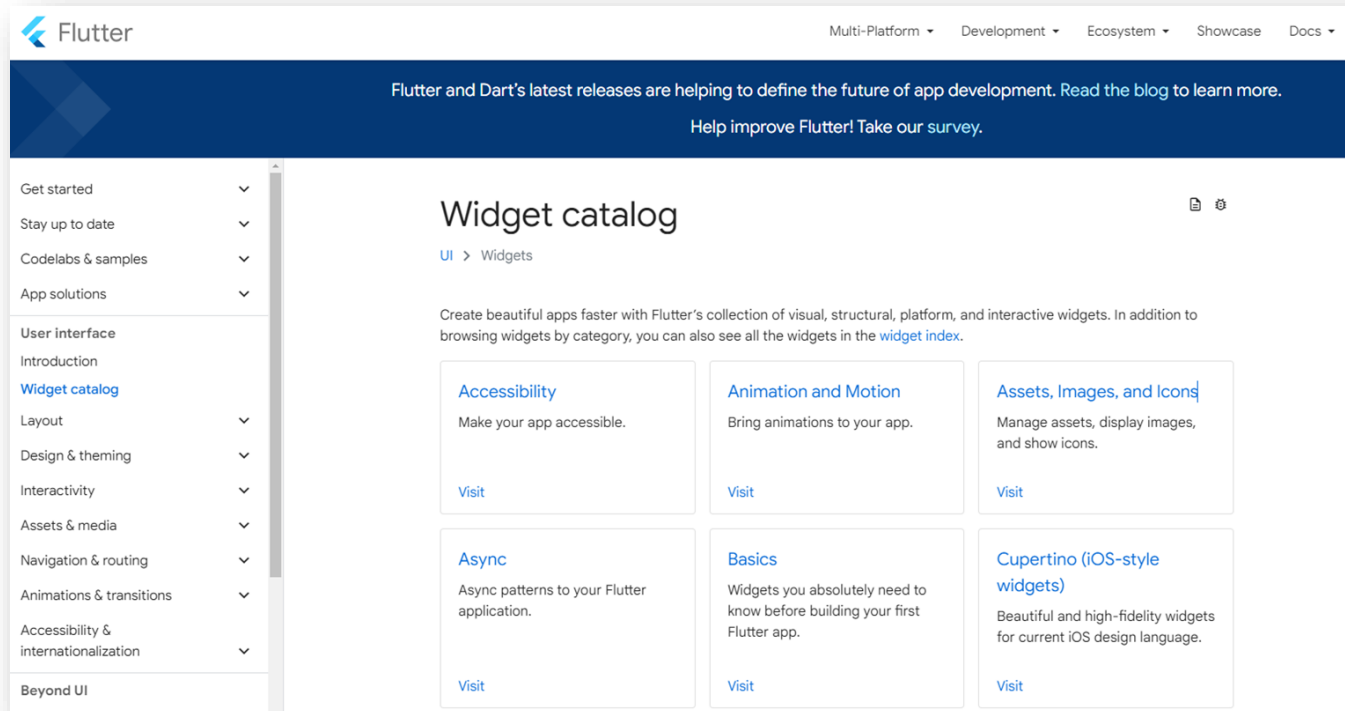 Flutter
Multi-Platform
Development
Ecosystem
Showcase
Docs
Flutter and Dart's latest releases are helping to define the future of app development. Read the blog to learn more.
Help improve Flutter! Take our survey.
Get started
Stay up to date
Codelabs & samples
App solutions
User interface
Introduction
Widget catalog
Layout
Design & theming
Interactivity
Assets & media
Navigation & routing
Animations & transitions
Accessibility &
internationalization
Beyond UI
Widget catalog
UI > Widgets
Create beautiful apps faster with Flutter's collection of visual, structural, platform, and interactive widgets. In addition to
browsing widgets by category, you can also see all the widgets in the widget index.
Accessibility
Make your app accessible.
Visit
Animation and Motion
Bring animations to your app.
Visit
Assets, Images, and Icons
Manage assets, display images,
and show icons.
Visit
Async
Async patterns to your Flutter
application.
Visit
Basics
Widgets you absolutely need to
know before building your first
Flutter app.
Visit
Cupertino (iOS-style
widgets)
Beautiful and high-fidelity widgets
for current iOS design language.
Visit